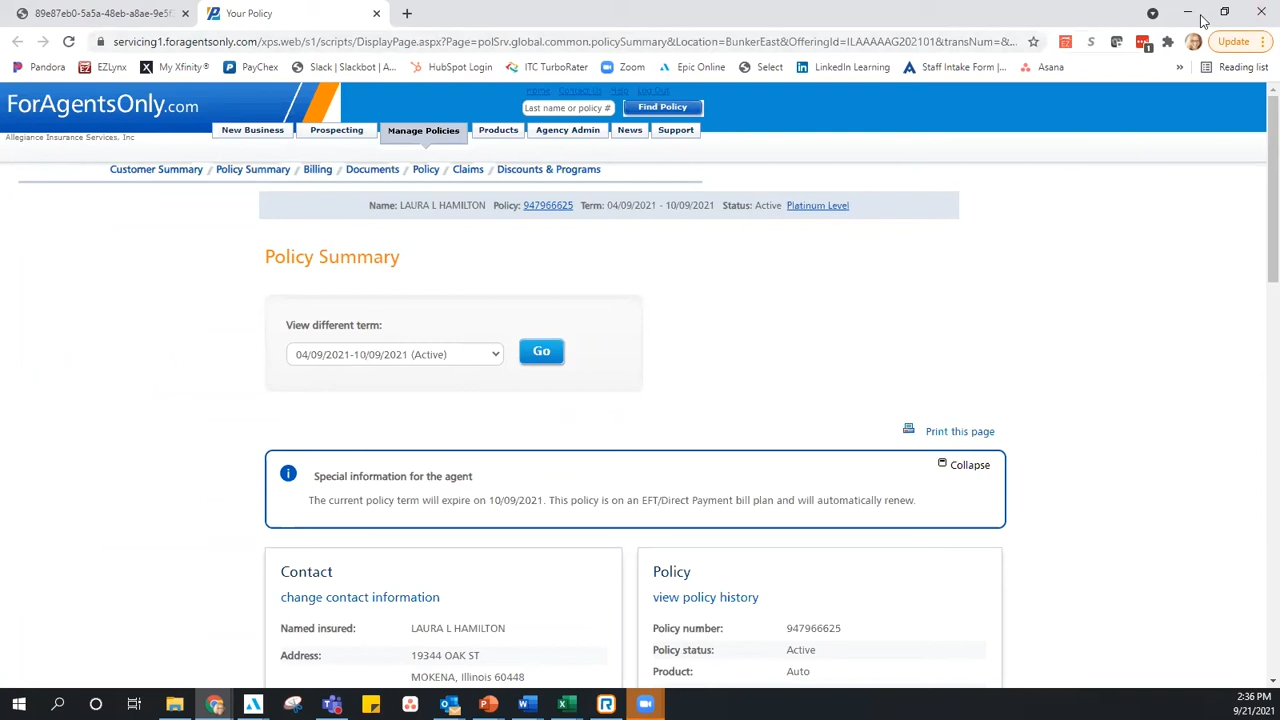 89e87eb0-5a5a-48eb-a8ae-9e5f
Your Policy
servicing1.foragentsonly.com/xps.web/s1/scripts/DisplayPage.aspx?Page=polSrv.global.common.policySummary&Location=BunkerEast&OfferingId=ILAAAAAG202101&transNum=&...
Update
Pandora EZLynx My Xfinity® PayChex Slack | Slackbot | A... HubSpot Login ITC TurboRater Zoom Epic Online Select LinkedIn Learning Staff Intake Form |... Asana » Reading list
ForAgentsOnly.com
Home Contact Us Help Log Out
Last name or policy # Find Policy
Allegiance Insurance Services, Inc
New Business Prospecting Manage Policies Products Agency Admin News Support
Customer Summary / Policy Summary / Billing / Documents / Policy / Claims / Discounts & Programs
Name: LAURA L HAMILTON Policy: 947966625 Term: 04/09/2021 - 10/09/2021 Status: Active Platinum Level
Policy Summary
View different term:
04/09/2021-10/09/2021 (Active) Go
Print this page
Collapse
Special information for the agent
The current policy term will expire on 10/09/2021. This policy is on an EFT/Direct Payment bill plan and will automatically renew.
Contact
change contact information
Named insured: LAURA L HAMILTON
Address: 19344 OAK ST
MOKENA, Illinois 60448
Policy
view policy history
Policy number: 947966625
Policy status: Active
Product: Auto
2:36 PM
9/21/2021